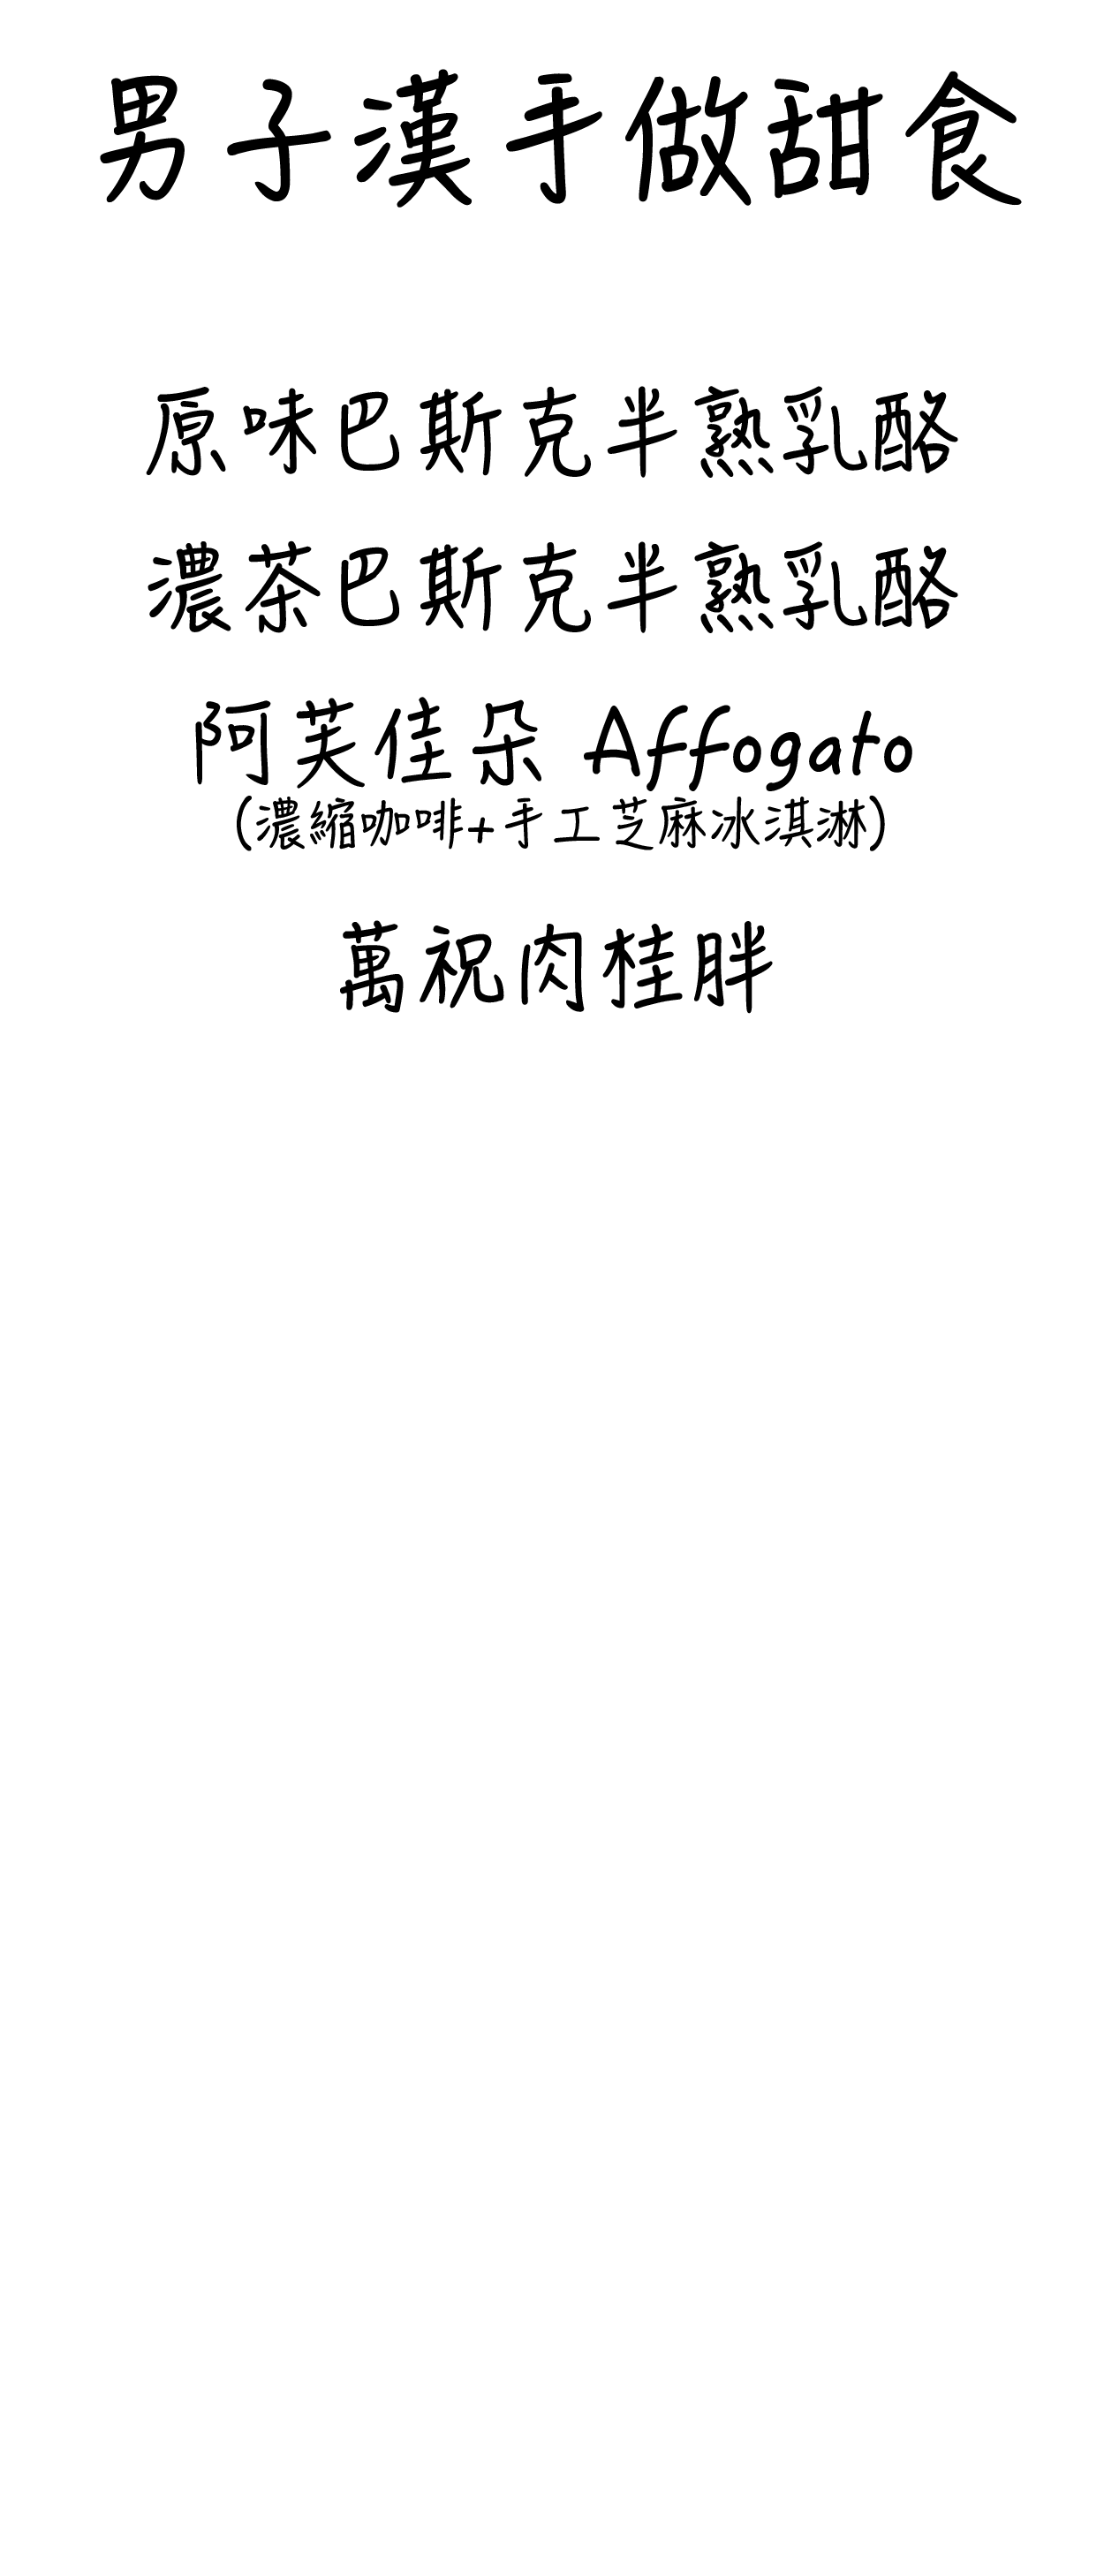 男子漢手做甜食
原味巴斯克半熟乳酪
濃茶巴斯克半熟乳酪
阿芙佳朵 Affogato
(濃縮咖啡+手工芝麻冰淇淋)
萬祝肉桂胖